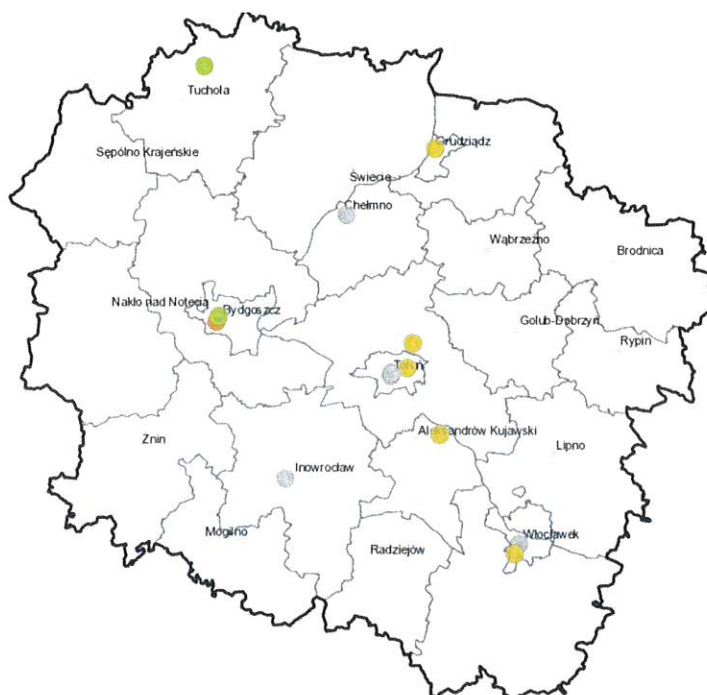 Tuchola
Grudziądz
Sępólno Krajeńskie
Świecie
Chełmno
Wąbrzeźno
Brodnica
Nakło nad Notecią
Bydgoszcz
Golub-Dobrzyń
Rypin
Toruń
Aleksandrów Kujawski
Żnin
Lipno
Inowrocław
Mogilno
Włocławek
Radziejów